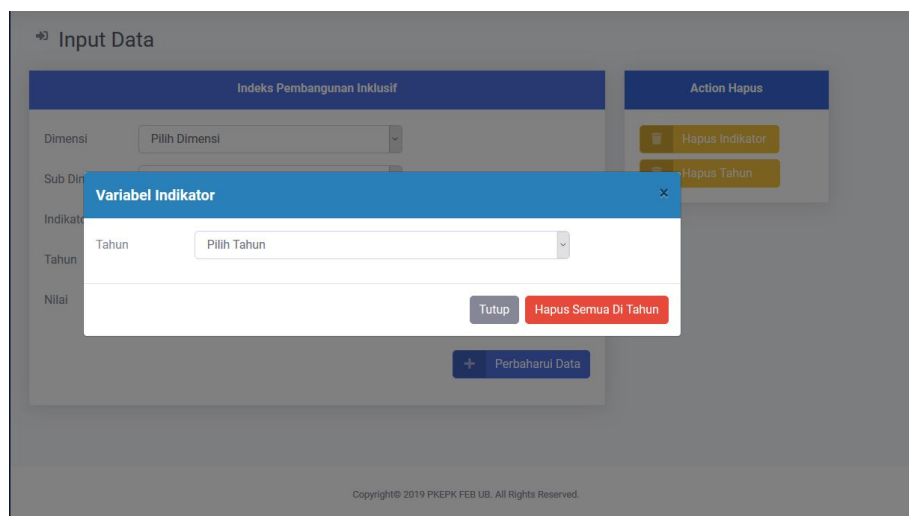 Input Data
Indeks Pembangunan Inklusif
Action Hapus
Dimensi
Pilih Dimensi
Hapus Indikator
Sub Din
Hapus Tahun
Variabel Indikator
×
Indikato
Tahun
Pilih Tahun
Tahun
Nilai
Tutup
Hapus Semua Di Tahun
Perbaharui Data
Copyright© 2019 PKEPK FEB UB. All Rights Reserved.